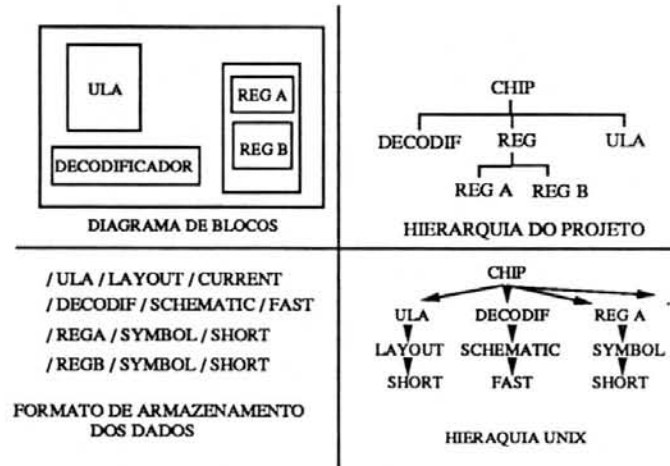 ULA
REG A
REG B
DECODIFICADOR
DIAGRAMA DE BLOCOS
CHIP
DECODIF REG ULA
REG A REG B
HIERARQUIA DO PROJETO
/ ULA / LAYOUT / CURRENT
/ DECODIF / SCHEMATIC / FAST
/ REGA / SYMBOL / SHORT
/ REGB / SYMBOL / SHORT
FORMATO DE ARMAZENAMENTO
DOS DADOS
CHIP
ULA DECODIF REG A
LAYOUT SCHEMATIC SYMBOL
SHORT FAST SHORT
HIERAQUIA UNIX